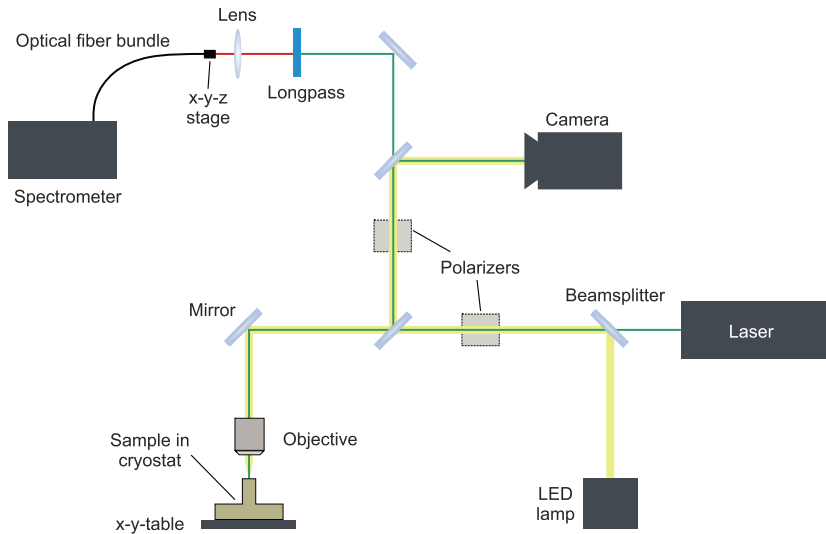 Lens
Optical fiber bundle
x-y-z
stage
Longpass
Camera
Spectrometer
Polarizers
Beamsplitter
Mirror
Laser
Sample in
cryostat
Objective
LED
lamp
x-y-table